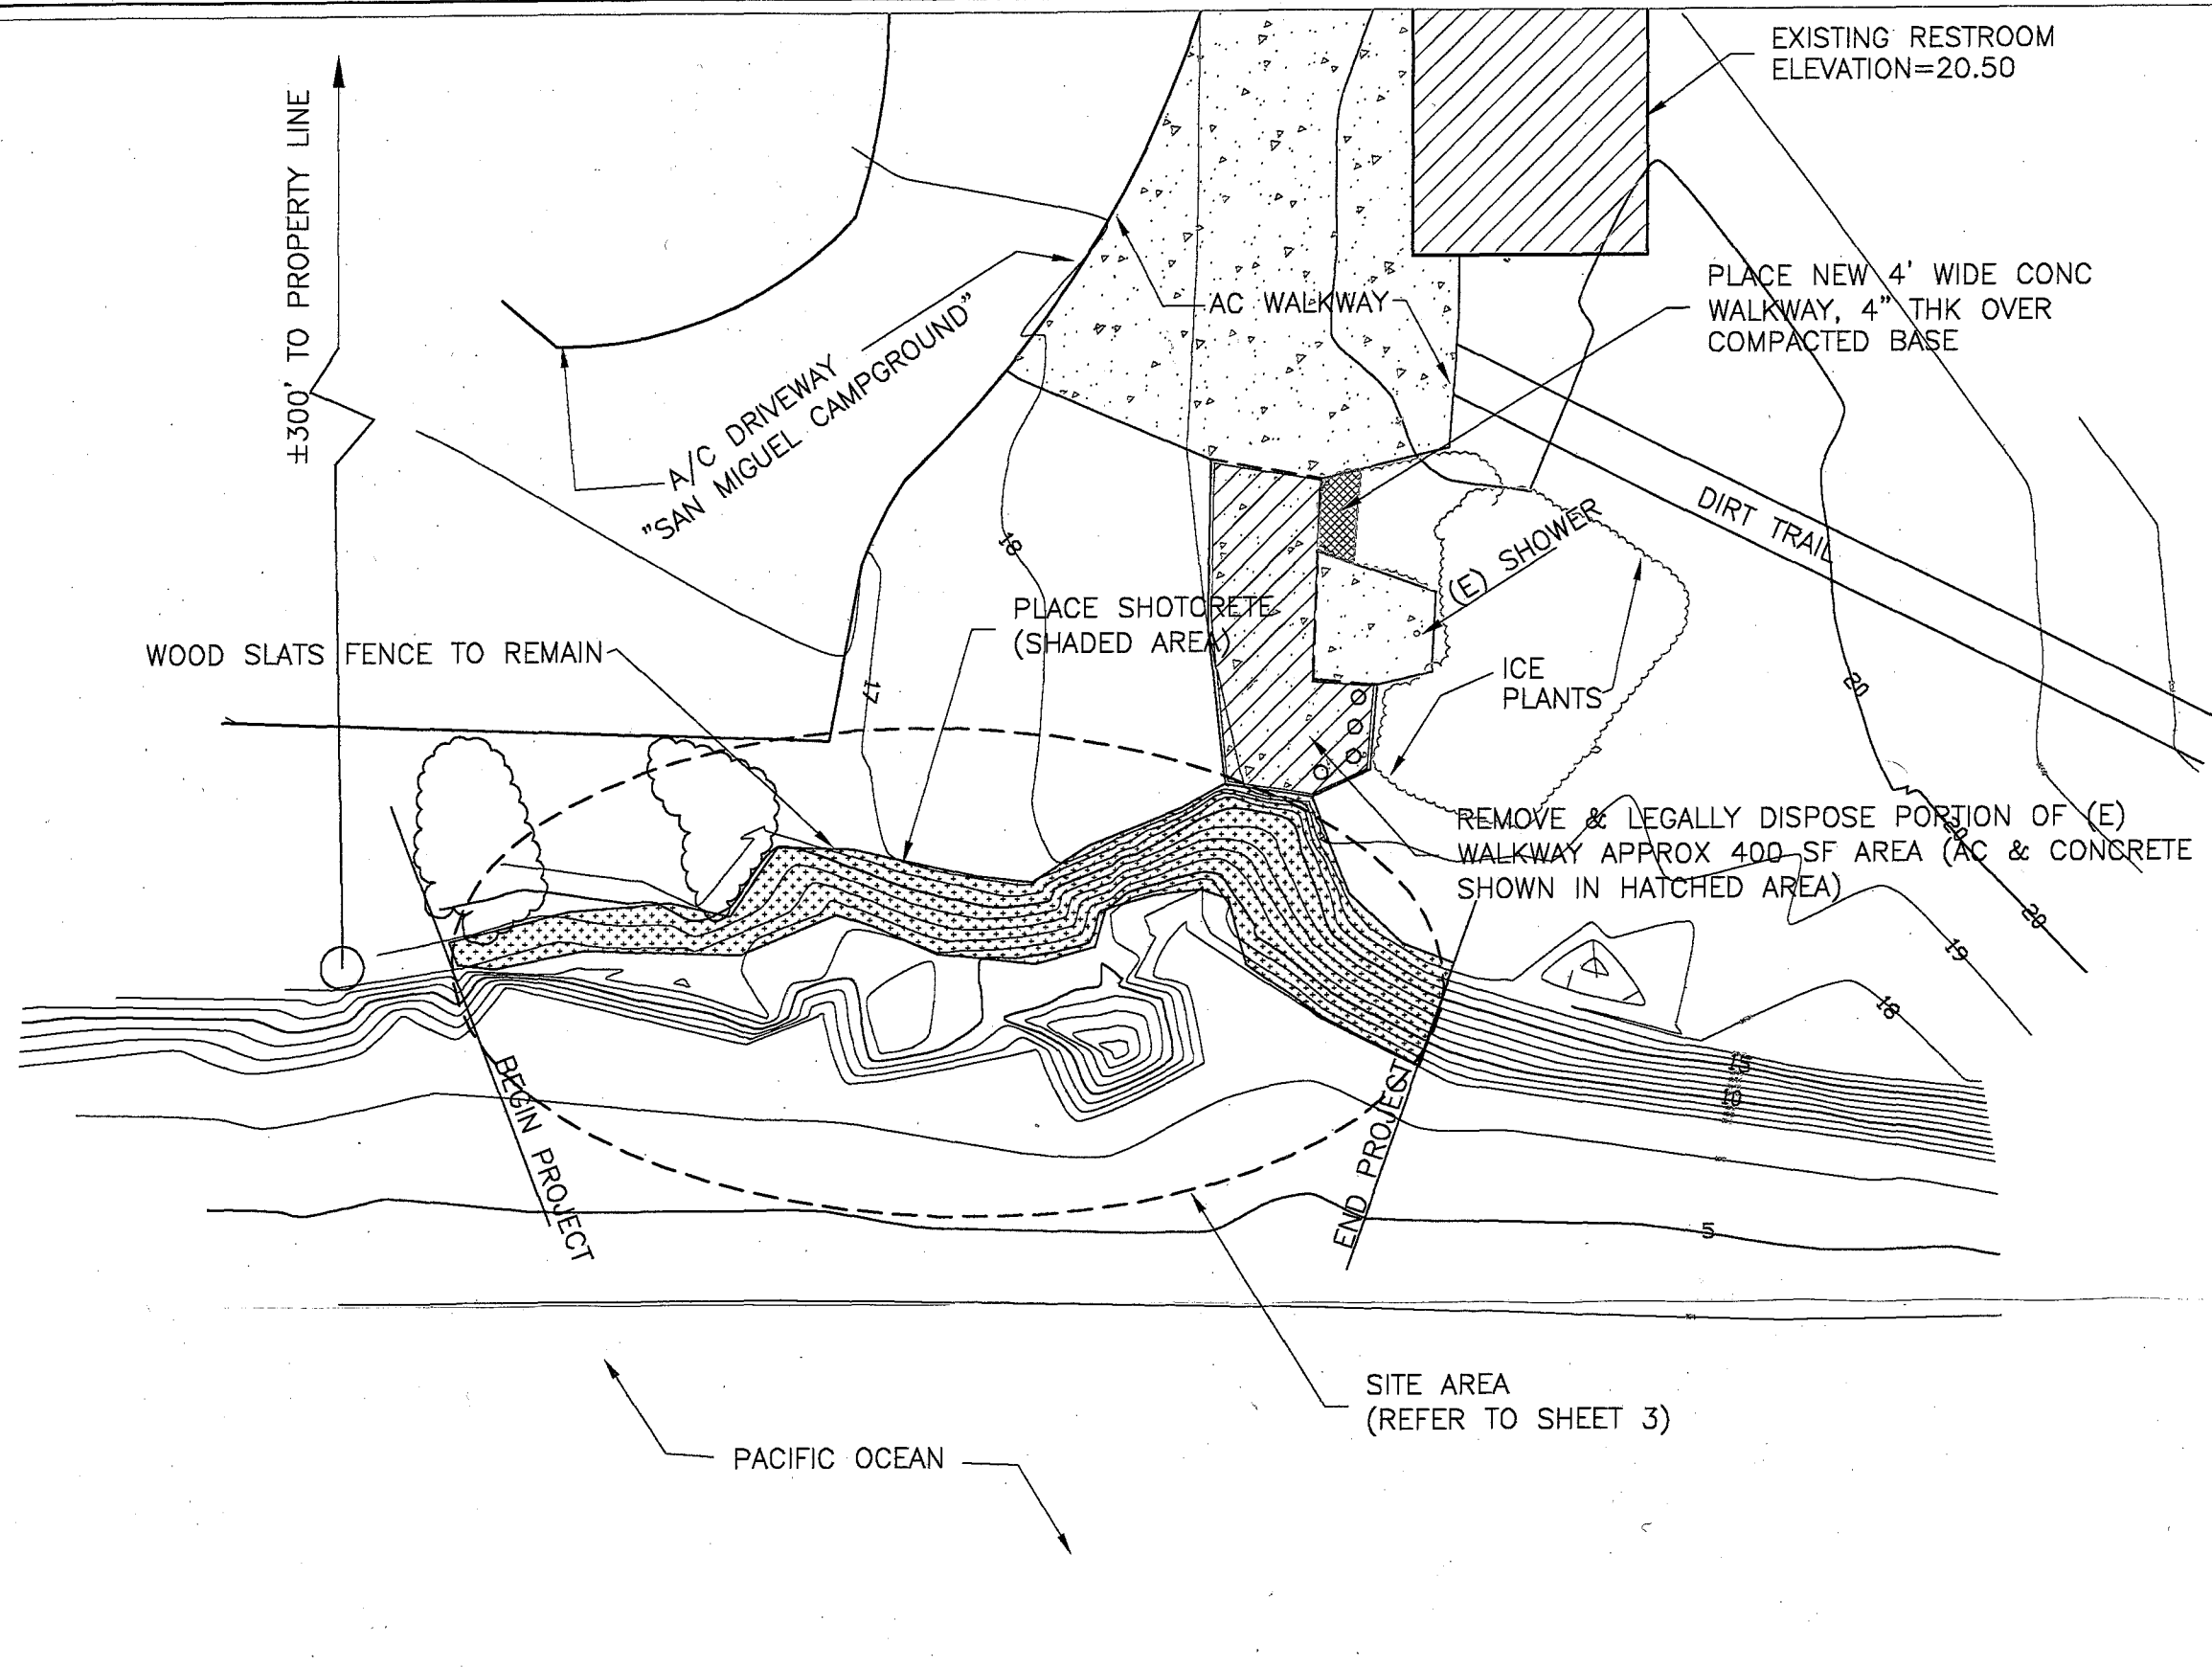 EXISTING RESTROOM
ELEVATION=20.50
±300' TO PROPERTY LINE
PLACE NEW 4' WIDE CONC
WALKWAY, 4" THK OVER
COMPACTED BASE
AC WALKWAY
A/C DRIVEWAY
"SAN MIGUEL CAMPGROUND"
DIRT TRAIL
(E) SHOWER
18
PLACE SHOTCRETE
(SHADED AREA)
WOOD SLATS FENCE TO REMAIN
ICE
PLANTS
17
20
REMOVE & LEGALLY DISPOSE PORTION OF (E)
WALKWAY APPROX 400 SF AREA (AC & CONCRETE
SHOWN IN HATCHED AREA)
20
20
19
18
15
BEGIN PROJECT
END PROJECT
5
SITE AREA
(REFER TO SHEET 3)
PACIFIC OCEAN